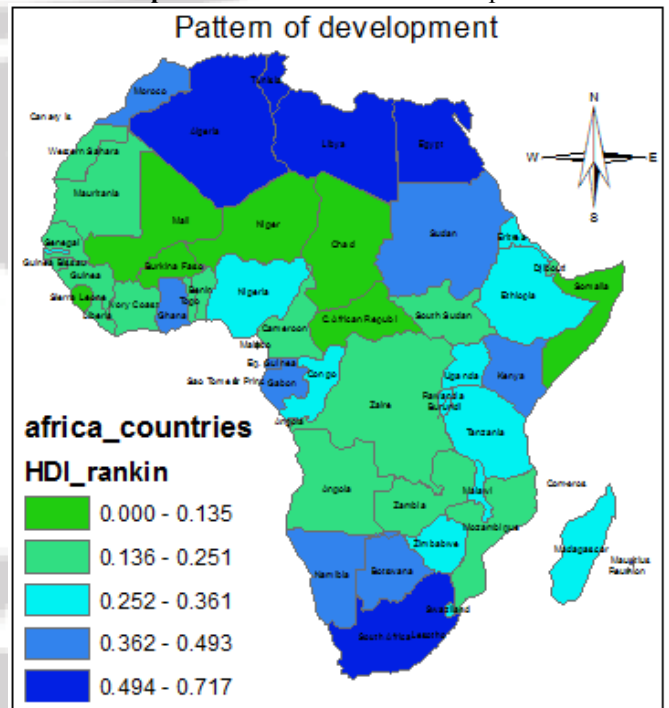 Pattern of development
N
W
E
S
Tunisia
Moroco
Canary Is
Algeria
Libya
Egypt
Western Sahara
Mauritania
Mali
Niger
Chad
Sudan
Eritrea
Senegal
Guinea Bissau
Guinea
Burkina Faso
Djibouti
Somalia
Sierra Leone
Liberia
Ivory Coast
Ghana
Togo
Benin
Nigeria
Ethiopia
C.African Republ
South Sudan
Cameroon
Eq. Guinea
Sao Tome & Princ
Gabon
Congo
Uganda
Kenya
Rawanda
Burundi
Zaire
Tanzania
Angola
Angola
Comoros
Malawi
Zambia
Mozambique
Zimbabwe
Madagascar
Mauritius
Reunion
Namibia
Botswana
Swaziland
South Africa
Lesotho
africa_countries
HDI_rankin
0.000 - 0.135
0.136 - 0.251
0.252 - 0.361
0.362 - 0.493
0.494 - 0.717